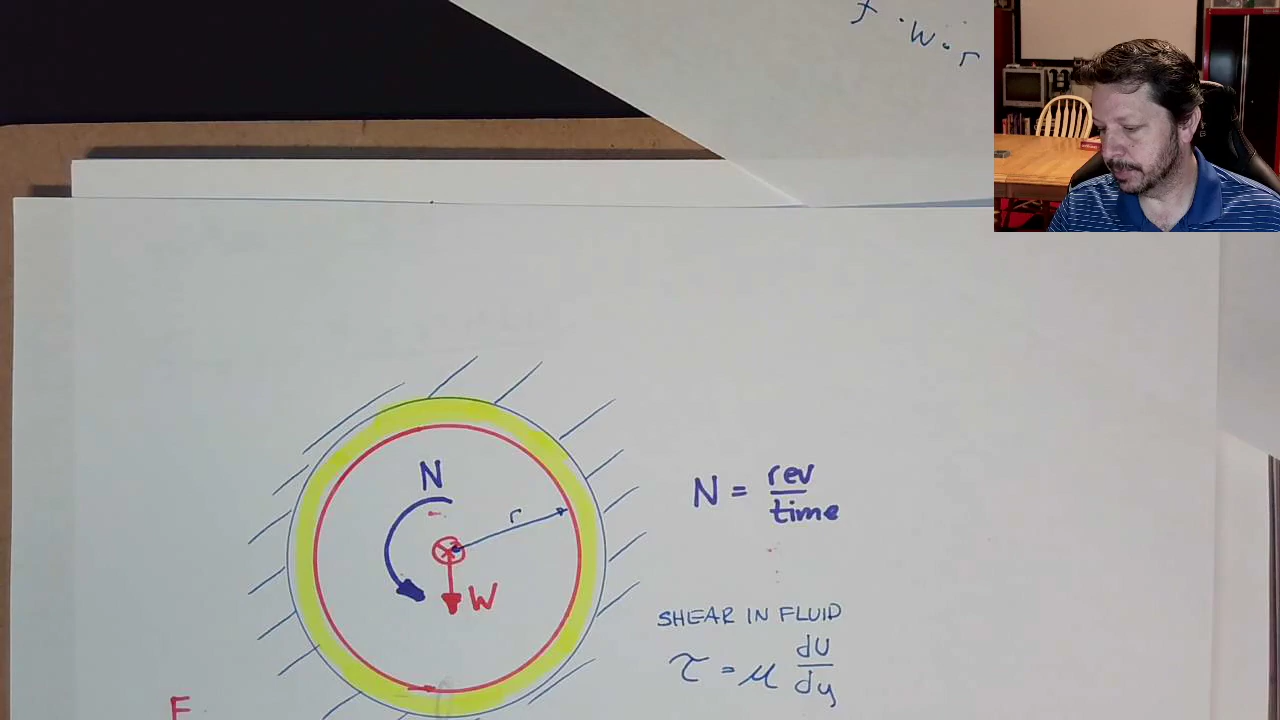 f · W · r
N
r
W
N = rev / time
SHEAR IN FLUID
τ = μ dU / dy
F